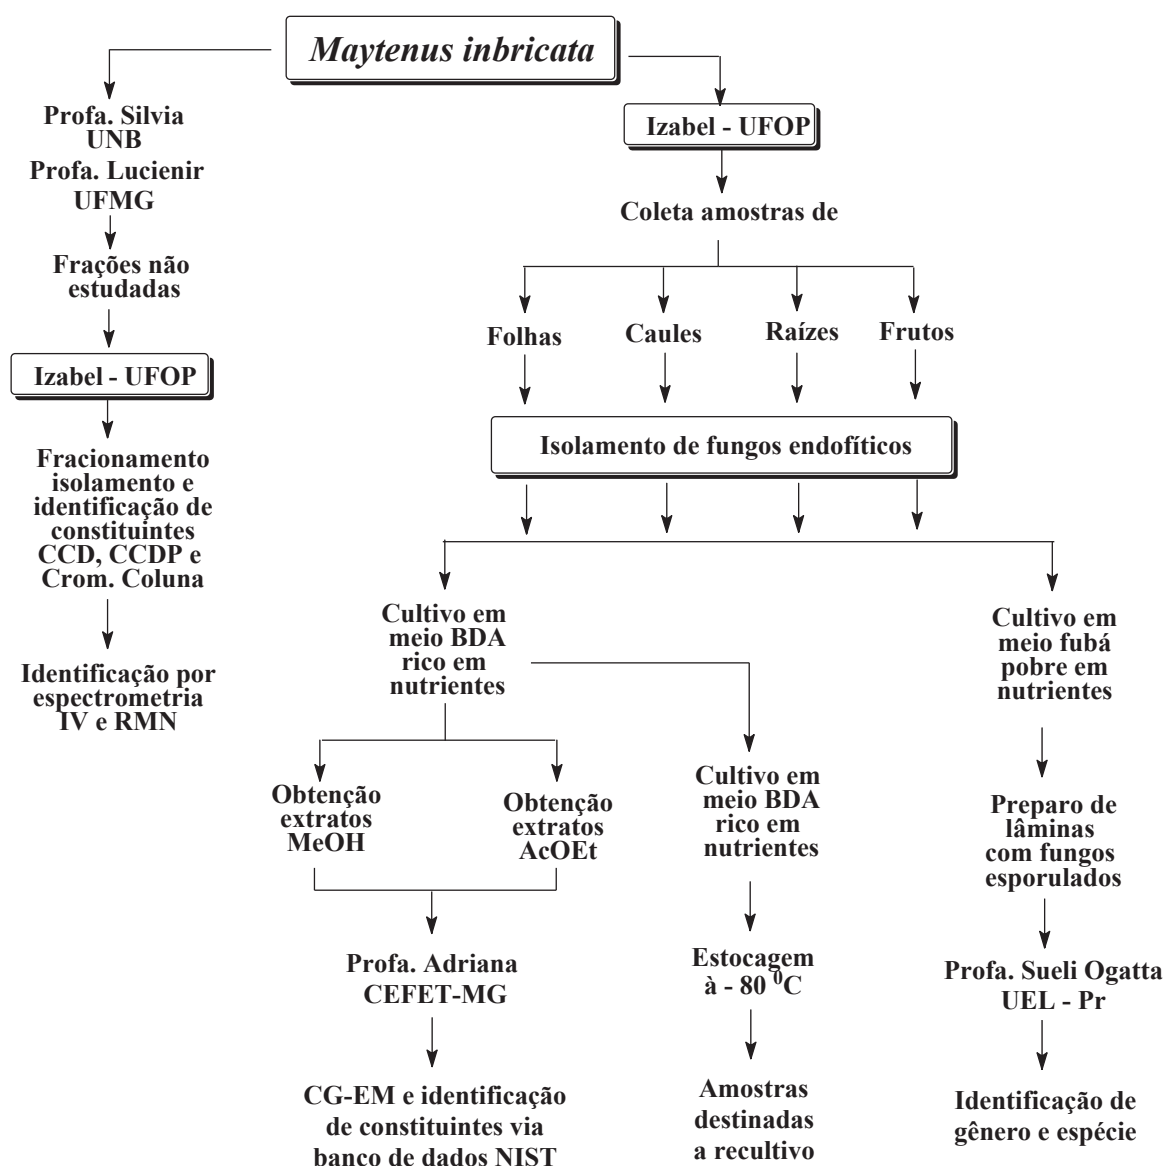 Maytenus inbricata
Profa. Silvia
UNB
Profa. Lucienir
UFMG
Frações não
estudadas
Izabel - UFOP
Fracionamento
isolamento e
identificação de
constituintes
CCD, CCDP e
Crom. Coluna
Identificação por
espectrometria
IV e RMN
Izabel - UFOP
Coleta amostras de
Folhas
Caules
Raízes
Frutos
Isolamento de fungos endofíticos
Cultivo em
meio BDA
rico em
nutrientes
Obtenção
extratos
MeOH
Obtenção
extratos
AcOEt
Profa. Adriana
CEFET-MG
CG-EM e identificação
de constituintes via
banco de dados NIST
Cultivo em
meio BDA
rico em
nutrientes
Estocagem
à - 80 ⁰C
Amostras
destinadas
a recultivo
Cultivo em
meio fubá
pobre em
nutrientes
Preparo de
lâminas
com fungos
esporulados
Profa. Sueli Ogatta
UEL - Pr
Identificação de
gênero e espécie